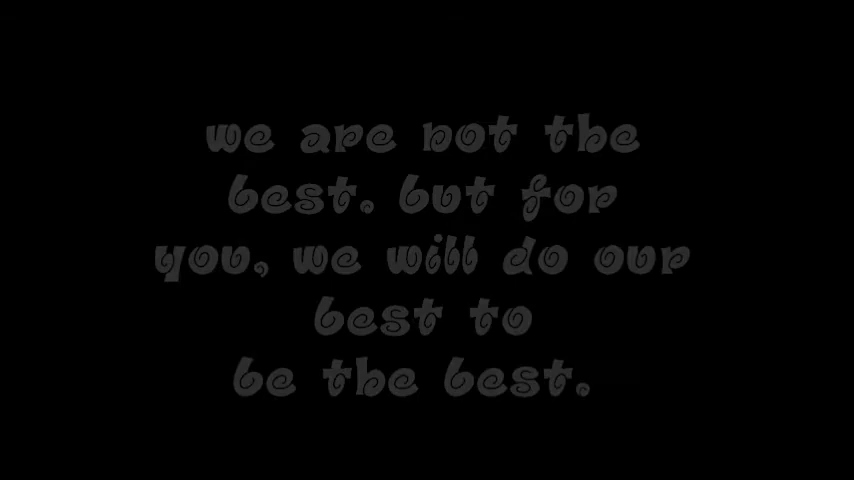 we are not the
best. but for
you, we will do our
best to
be the best.